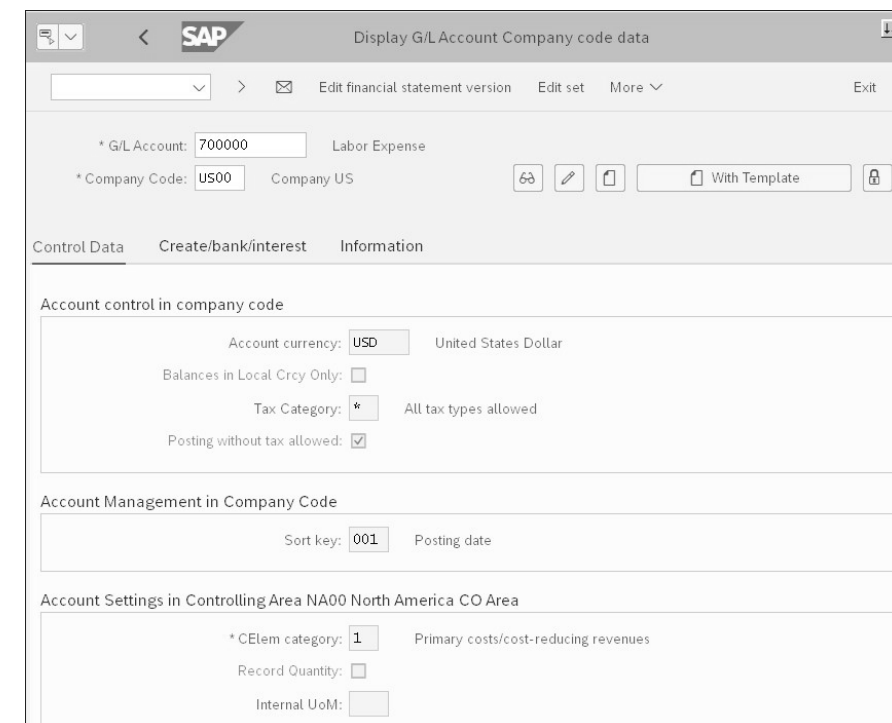 SAP Display G/L Account Company code data
Edit financial statement version Edit set More Exit
* G/L Account: 700000 Labor Expense
* Company Code: US00 Company US With Template
Control Data Create/bank/interest Information
Account control in company code
Account currency: USD United States Dollar
Balances in Local Crcy Only:
Tax Category: * All tax types allowed
Posting without tax allowed:
Account Management in Company Code
Sort key: 001 Posting date
Account Settings in Controlling Area NA00 North America CO Area
* CElem category: 1 Primary costs/cost-reducing revenues
Record Quantity:
Internal UoM: